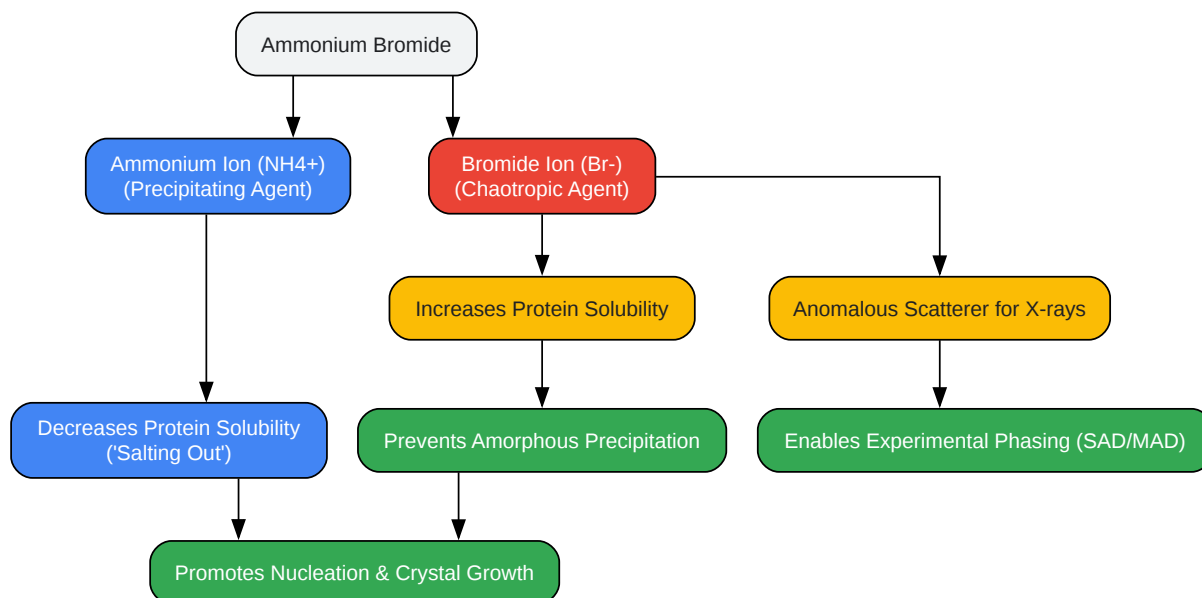 Ammonium Bromide
Ammonium Ion (NH4+)
(Precipitating Agent)
Bromide Ion (Br-)
(Chaotropic Agent)
Increases Protein Solubility
Anomalous Scatterer for X-rays
Decreases Protein Solubility
('Salting Out')
Prevents Amorphous Precipitation
Enables Experimental Phasing (SAD/MAD)
Promotes Nucleation & Crystal Growth